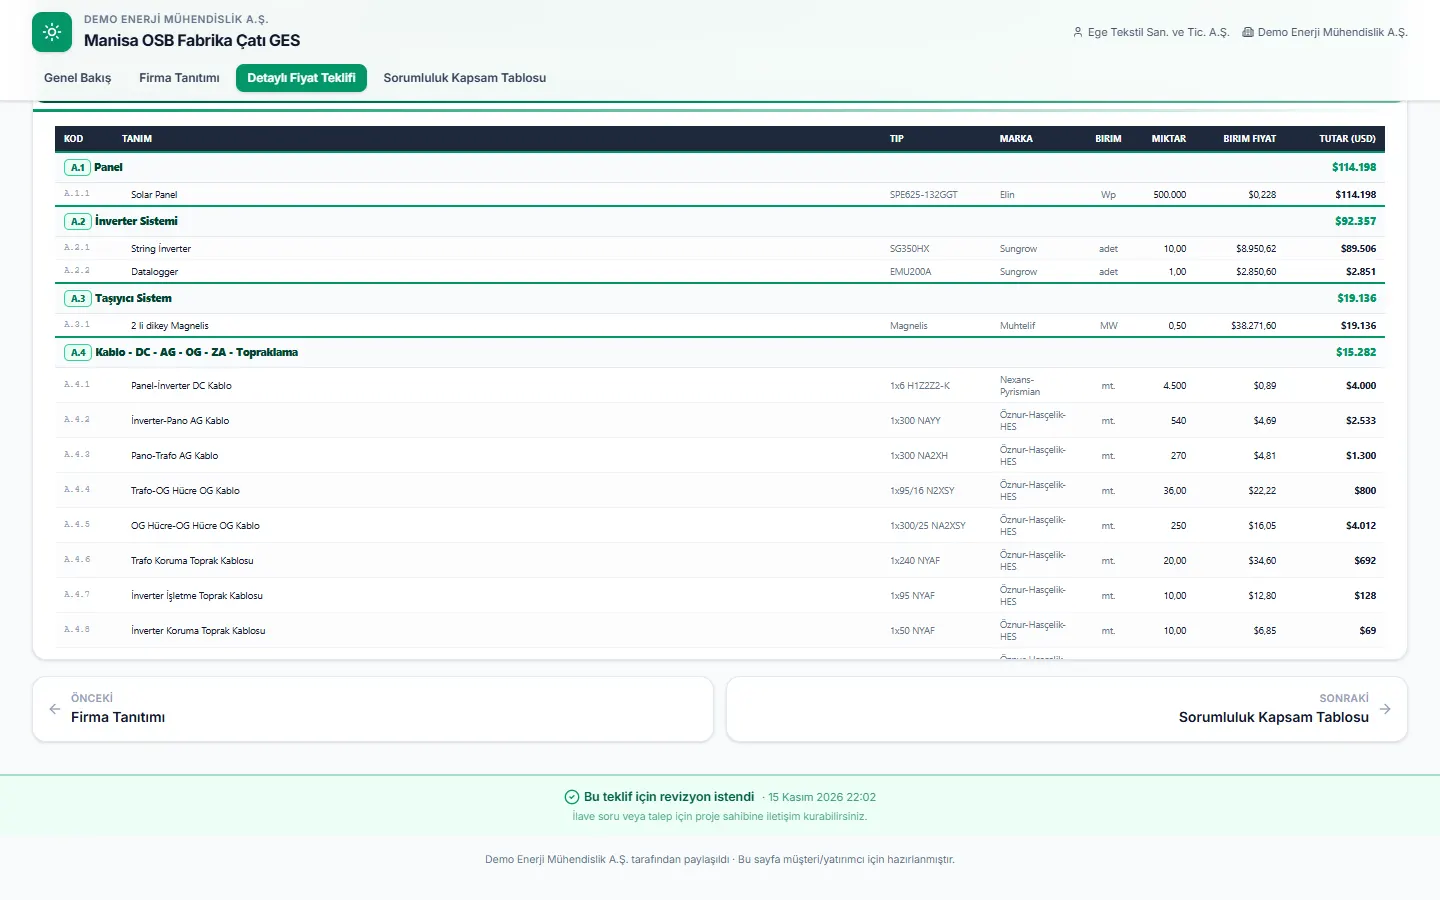 DEMO ENERJİ MÜHENDİSLİK A.Ş.
Manisa OSB Fabrika Çatı GES
Ege Tekstil San. ve Tic. A.Ş. Demo Enerji Mühendislik A.Ş.
Genel Bakış Firma Tanıtımı Detaylı Fiyat Teklifi Sorumluluk Kapsam Tablosu
KOD TANIM TIP MARKA BIRIM MIKTAR BIRIM FIYAT TUTAR (USD)
A.1 Panel $114.198
A.1.1 Solar Panel SPE625-132GGT Elin Wp 500.000 $0,228 $114.198
A.2 İnverter Sistemi $92.357
A.2.1 String İnverter SG350HX Sungrow adet 10,00 $8.950,62 $89.506
A.2.2 Datalogger EMU200A Sungrow adet 1,00 $2.850,60 $2.851
A.3 Taşıyıcı Sistem $19.136
A.3.1 2 li dikey Magnelis Magnelis Muhtelif MW 0,50 $38.271,60 $19.136
A.4 Kablo - DC - AG - OG - ZA - Topraklama $15.282
A.4.1 Panel-İnverter DC Kablo 1x6 H1Z2Z2-K Nexans-Pyrismian mt. 4.500 $0,89 $4.000
A.4.2 İnverter-Pano AG Kablo 1x300 NAYY Öznur-Hasçelik-HES mt. 540 $4,69 $2.533
A.4.3 Pano-Trafo AG Kablo 1x300 NA2XH Öznur-Hasçelik-HES mt. 270 $4,81 $1.300
A.4.4 Trafo-OG Hücre OG Kablo 1x95/16 N2XSY Öznur-Hasçelik-HES mt. 36,00 $22,22 $800
A.4.5 OG Hücre-OG Hücre OG Kablo 1x300/25 NA2XSY Öznur-Hasçelik-HES mt. 250 $16,05 $4.012
A.4.6 Trafo Koruma Toprak Kablosu 1x240 NYAF Öznur-Hasçelik-HES mt. 20,00 $34,60 $692
A.4.7 İnverter İşletme Toprak Kablosu 1x95 NYAF Öznur-Hasçelik-HES mt. 10,00 $12,80 $128
A.4.8 İnverter Koruma Toprak Kablosu 1x50 NYAF Öznur-Hasçelik-HES mt. 10,00 $6,85 $69
ÖNCEKİ
Firma Tanıtımı
SONRAKİ
Sorumluluk Kapsam Tablosu
Bu teklif için revizyon istendi · 15 Kasım 2026 22:02
İlave soru veya talep için proje sahibine iletişim kurabilirsiniz.
Demo Enerji Mühendislik A.Ş. tarafından paylaşıldı · Bu sayfa müşteri/yatırımcı için hazırlanmıştır.